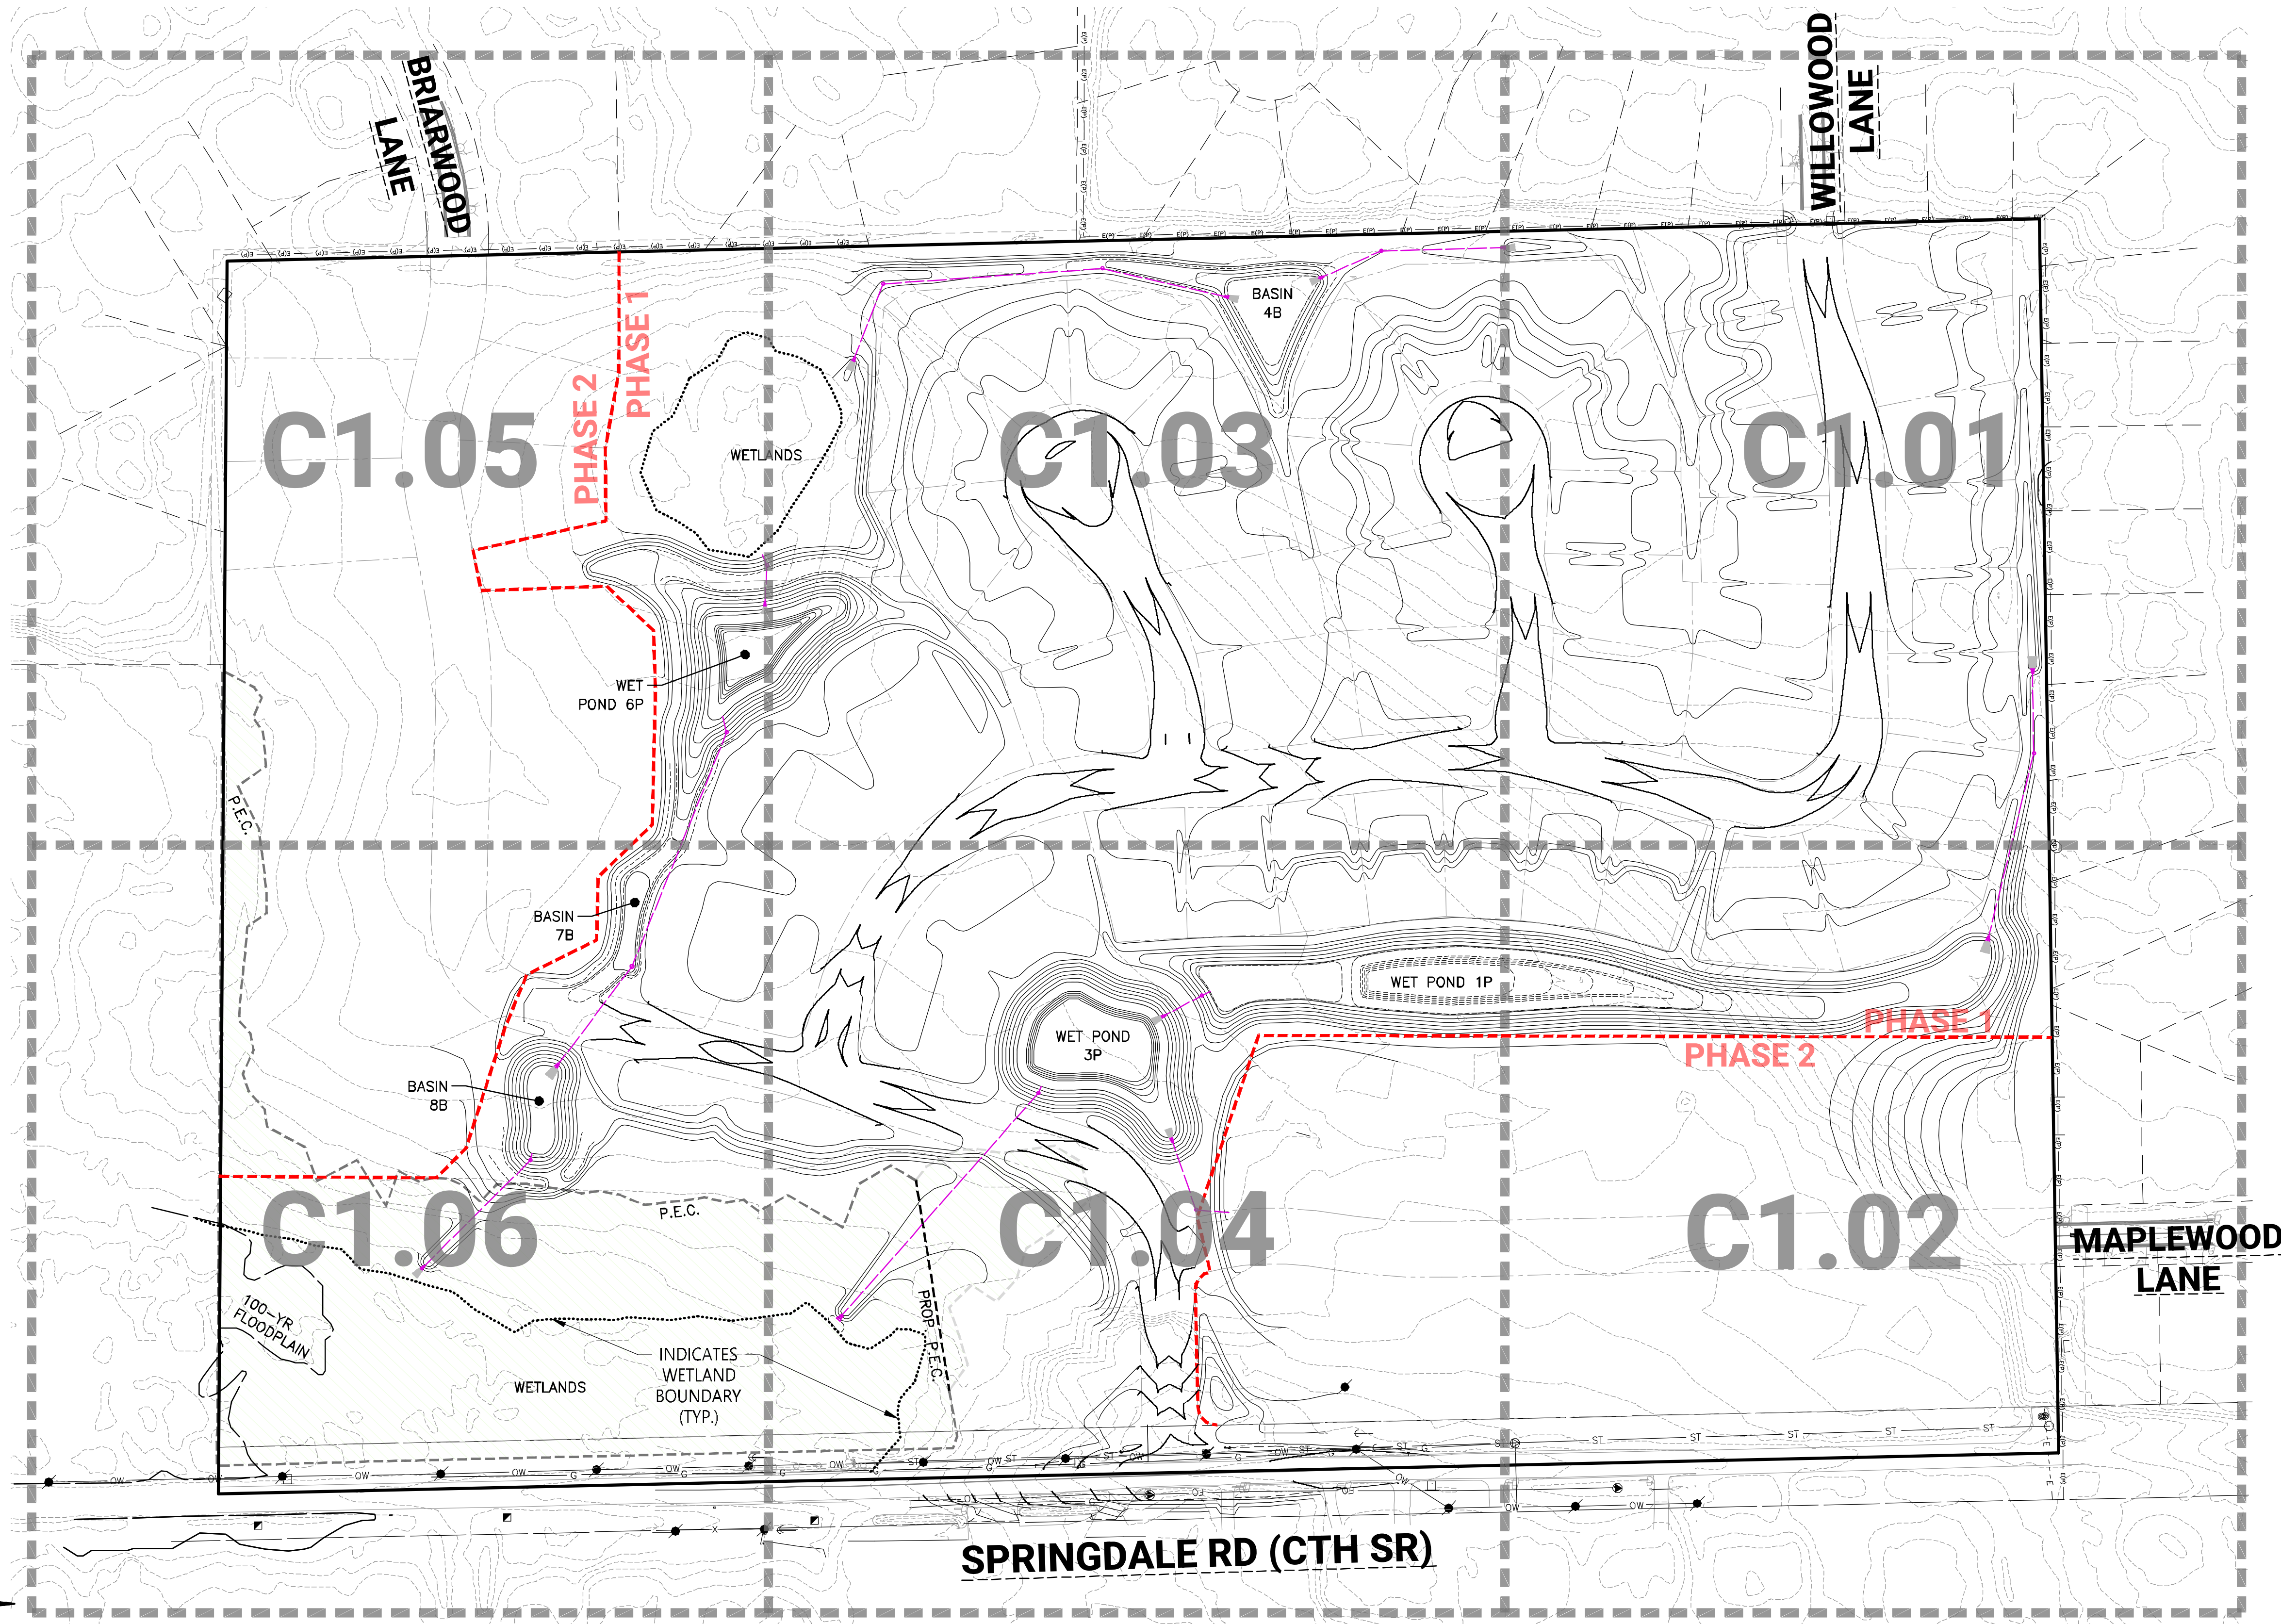 BRIARWOOD
LANE
WILLOWOOD
LANE
BASIN
4B
PHASE 1
PHASE 2
C1.05
C1.03
C1.01
WETLANDS
WET
POND 6P
P.E.C.
BASIN
7B
WET POND 1P
WET POND
3P
PHASE 1
PHASE 2
BASIN
8B
C1.06
C1.04
C1.02
P.E.C.
MAPLEWOOD
LANE
100-YR
FLOODPLAIN
PROP. P.E.C.
INDICATES
WETLAND
BOUNDARY
(TYP.)
WETLANDS
SPRINGDALE RD (CTH SR)